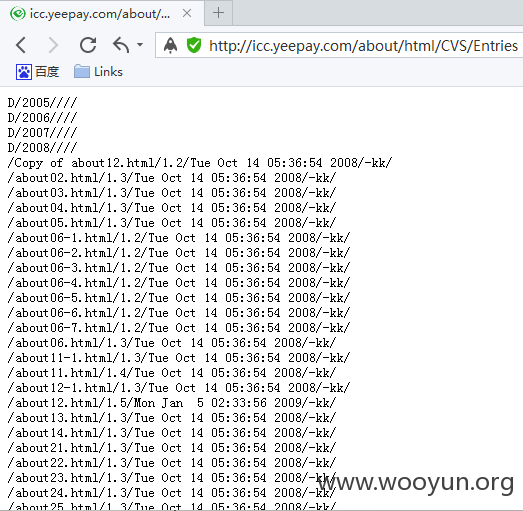 icc.yeepay.com/about/...
http://icc.yeepay.com/about/html/CVS/Entries
百度 Links
D/2005////
D/2006////
D/2007////
D/2008////
/Copy of about12.html/1.2/Tue Oct 14 05:36:54 2008/-kk/
/about02.html/1.3/Tue Oct 14 05:36:54 2008/-kk/
/about03.html/1.3/Tue Oct 14 05:36:54 2008/-kk/
/about04.html/1.3/Tue Oct 14 05:36:54 2008/-kk/
/about05.html/1.3/Tue Oct 14 05:36:54 2008/-kk/
/about06-1.html/1.2/Tue Oct 14 05:36:54 2008/-kk/
/about06-2.html/1.2/Tue Oct 14 05:36:54 2008/-kk/
/about06-3.html/1.2/Tue Oct 14 05:36:54 2008/-kk/
/about06-4.html/1.2/Tue Oct 14 05:36:54 2008/-kk/
/about06-5.html/1.2/Tue Oct 14 05:36:54 2008/-kk/
/about06-6.html/1.2/Tue Oct 14 05:36:54 2008/-kk/
/about06-7.html/1.2/Tue Oct 14 05:36:54 2008/-kk/
/about06.html/1.3/Tue Oct 14 05:36:54 2008/-kk/
/about11-1.html/1.3/Tue Oct 14 05:36:54 2008/-kk/
/about11.html/1.4/Tue Oct 14 05:36:54 2008/-kk/
/about12-1.html/1.3/Tue Oct 14 05:36:54 2008/-kk/
/about12.html/1.5/Mon Jan  5 02:33:56 2009/-kk/
/about13.html/1.3/Tue Oct 14 05:36:54 2008/-kk/
/about14.html/1.3/Tue Oct 14 05:36:54 2008/-kk/
/about21.html/1.3/Tue Oct 14 05:36:54 2008/-kk/
/about22.html/1.3/Tue Oct 14 05:36:54 2008/-kk/
/about23.html/1.3/Tue Oct 14 05:36:54 2008/-kk/
/about24.html/1.3/Tue Oct 14 05:36:54 2008/-kk/
/about25.html/1.3/Tue Oct 14 05:36:54 2008/-kk/
www.wooyun.org